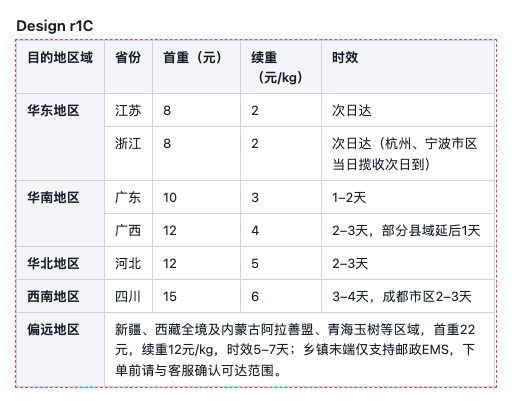 Design r1C
目的地区域 省份 首重（元） 续重（元/kg） 时效
华东地区 江苏 8 2 次日达
浙江 8 2 次日达（杭州、宁波市区
当日揽收次日到）
华南地区 广东 10 3 1–2天
广西 12 4 2–3天，部分县域延后1天
华北地区 河北 12 5 2–3天
西南地区 四川 15 6 3–4天，成都市区2–3天
偏远地区 新疆、西藏全境及内蒙古阿拉善盟、青海玉树等区域，首重22
元，续重12元/kg，时效5–7天；乡镇末端仅支持邮政EMS，下
单前请与客服确认可达范围。